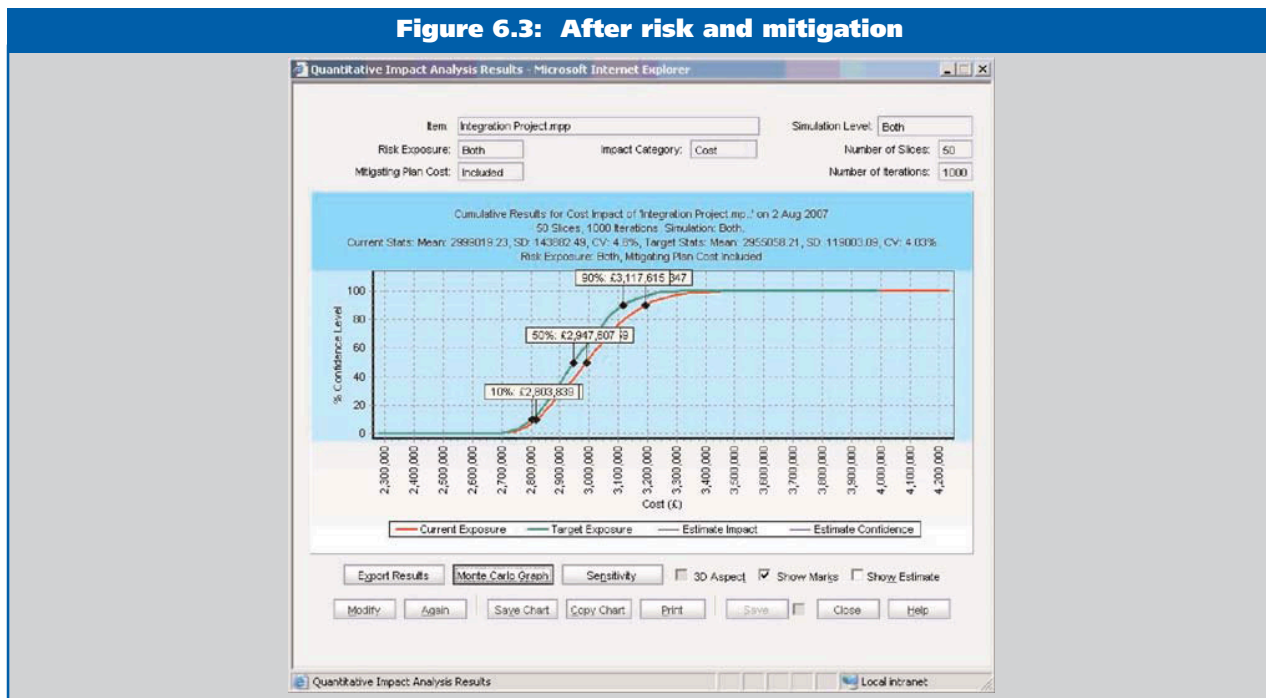 Figure 6.3: After risk and mitigation
Quantitative Impact Analysis Results - Microsoft Internet Explorer
Item: Integration Project.mpp Simulation Level: Both
Risk Exposure: Both Impact Category: Cost Number of Slices: 50
Mitigating Plan Cost: Included Number of Iterations: 1000
Cumulative Results for Cost Impact of 'Integration Project.mp..' on 2 Aug 2007
50 Slices, 1000 Iterations. Simulation: Both.
Current Stats: Mean: 2999019.23, SD: 143882.49, CV: 4.8%, Target Stats: Mean: 2955058.21, SD: 119003.09, CV: 4.03%
Risk Exposure: Both, Mitigating Plan Cost Included
90%: £3,117,615 347
50%: £2,947,607 9
10%: £2,803,839
% Confidence Level
100
80
60
40
20
0
2,300,000
2,400,000
2,500,000
2,600,000
2,700,000
2,800,000
2,900,000
3,000,000
3,100,000
3,200,000
3,300,000
3,400,000
3,500,000
3,600,000
3,700,000
3,800,000
3,900,000
4,000,000
4,100,000
4,200,000
Cost (£)
Current Exposure Target Exposure Estimate Impact Estimate Confidence
Export Results Monte Carlo Graph Sensitivity 3D Aspect Show Marks Show Estimate
Modify Again Save Chart Copy Chart Print Save Close Help
Quantitative Impact Analysis Results Local intranet